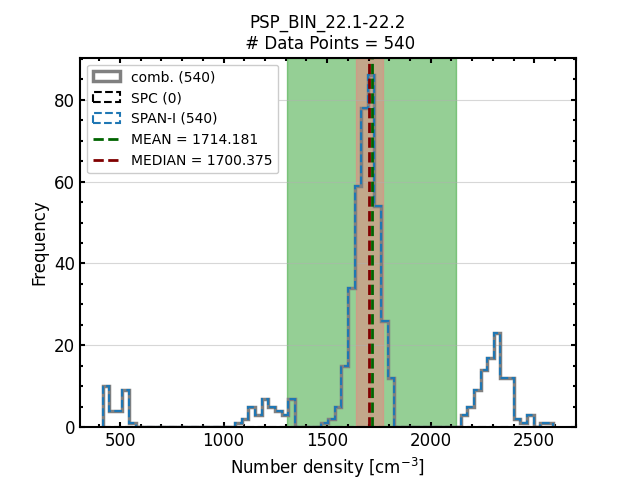 PSP_BIN_22.1-22.2
# Data Points = 540
comb. (540)
SPC (0)
SPAN-I (540)
MEAN = 1714.181
MEDIAN = 1700.375
Frequency
80
60
40
20
0
500 1000 1500 2000 2500
Number density [cm⁻³]